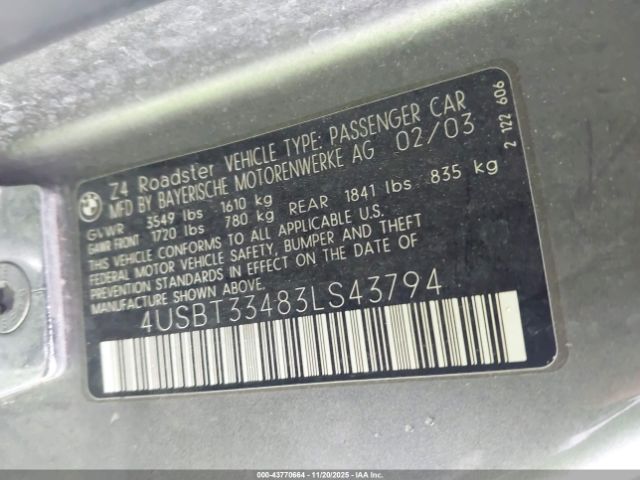 BMW
Z4 Roadster VEHICLE TYPE: PASSENGER CAR
MFD BY BAYERISCHE MOTORENWERKE AG 02/03
GVWR 3549 lbs 1610 kg
GAWR FRONT 1720 lbs 780 kg REAR 1841 lbs 835 kg
THIS VEHICLE CONFORMS TO ALL APPLICABLE U.S.
FEDERAL MOTOR VEHICLE SAFETY, BUMPER AND THEFT
PREVENTION STANDARDS IN EFFECT ON THE DATE OF
MANUFACTURE SHOWN ABOVE.
4USBT33483LS43794
2 122 606
000-43770664 - 11/20/2025 - IAAI.COM